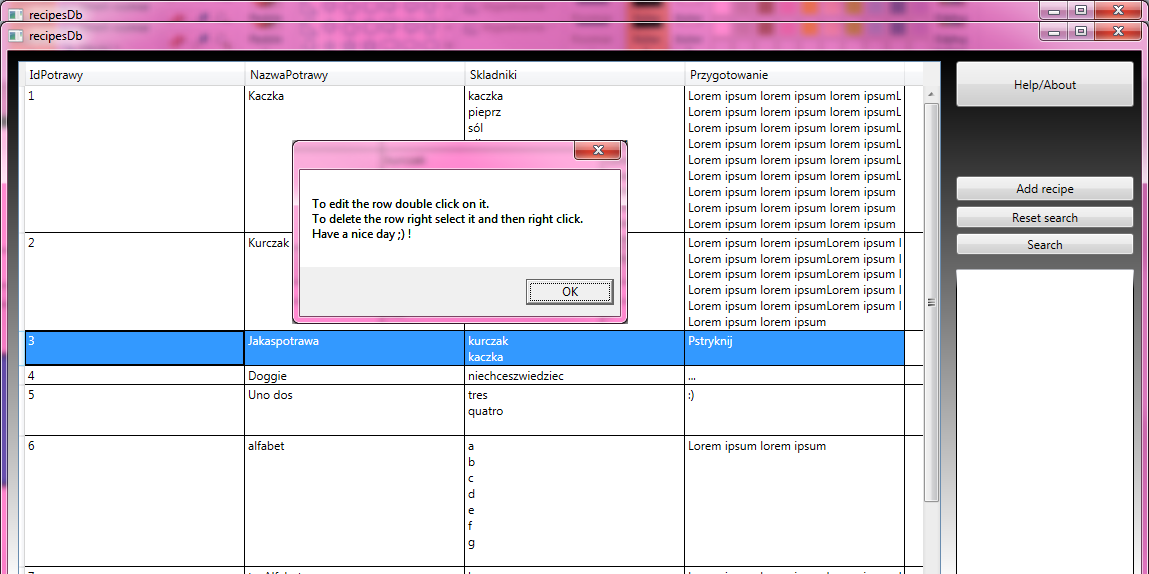 recipesDb
recipesDb
IdPotrawy NazwaPotrawy Skladniki Przygotowanie
Help/About
Add recipe
Reset search
Search
1 Kaczka kaczka Lorem ipsum lorem ipsum lorem ipsumL
pieprz Lorem ipsum lorem ipsum lorem ipsumL
sól Lorem ipsum lorem ipsum lorem ipsumL
Lorem ipsum lorem ipsum lorem ipsumL
Lorem ipsum lorem ipsum lorem ipsumL
Lorem ipsum lorem ipsum lorem ipsumL
Lorem ipsum lorem ipsum lorem ipsum
Lorem ipsum lorem ipsum lorem ipsum
Lorem ipsum lorem ipsum lorem ipsum
To edit the row double click on it.
To delete the row right select it and then right click.
Have a nice day ;) !
OK
2 Kurczak Lorem ipsum lorem ipsumLorem ipsum l
Lorem ipsum lorem ipsumLorem ipsum l
Lorem ipsum lorem ipsumLorem ipsum l
Lorem ipsum lorem ipsumLorem ipsum l
Lorem ipsum lorem ipsumLorem ipsum l
Lorem ipsum lorem ipsum
3 Jakaspotrawa kurczak Pstryknij
kaczka
4 Doggie niechceszwiedziec ...
5 Uno dos tres :)
quatro
6 alfabet a Lorem ipsum lorem ipsum
b
c
d
e
f
g